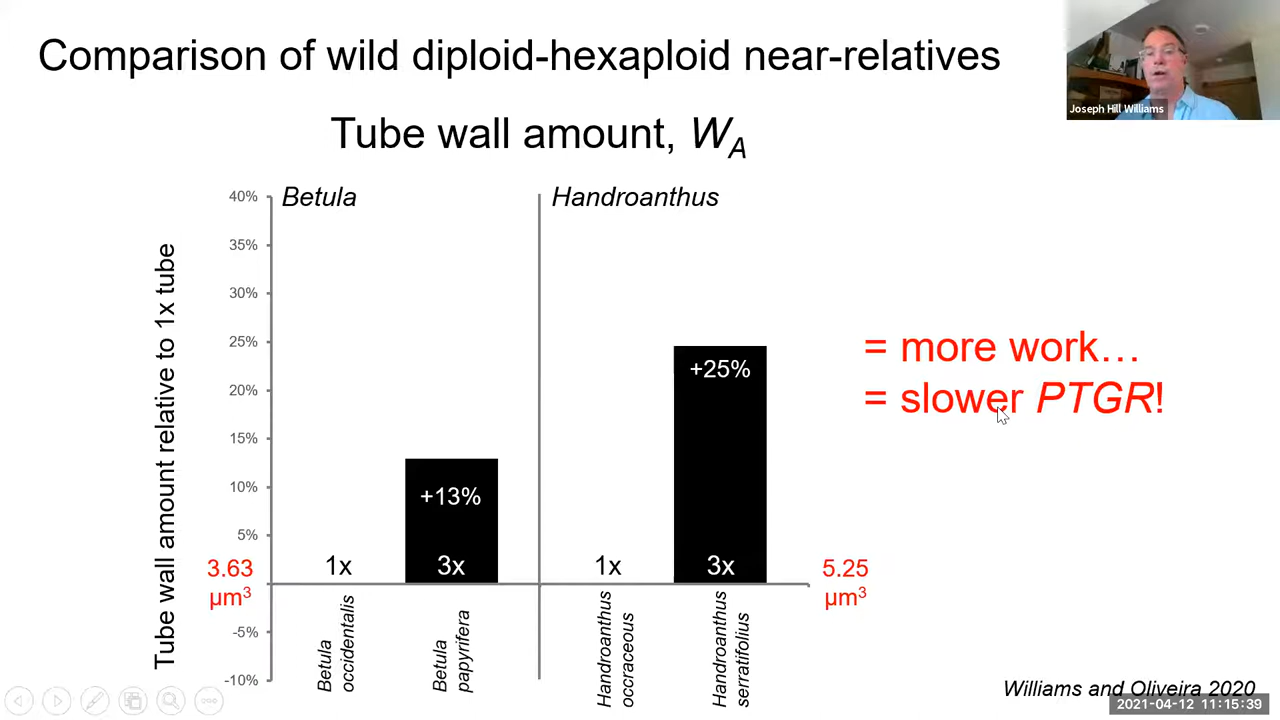 Comparison of wild diploid-hexaploid near-relatives
Joseph Hill Williams
Tube wall amount, W_A
Tube wall amount relative to 1x tube
40%
35%
30%
25%
20%
15%
10%
5%
-5%
-10%
Betula
Handroanthus
+13%
+25%
1x
3x
1x
3x
3.63
µm³
5.25
µm³
Betula
occidentalis
Betula
papyrifera
Handroanthus
occraceous
Handroanthus
serratifolius
= more work…
= slower PTGR!
Williams and Oliveira 2020
2021-04-12 11:15:39